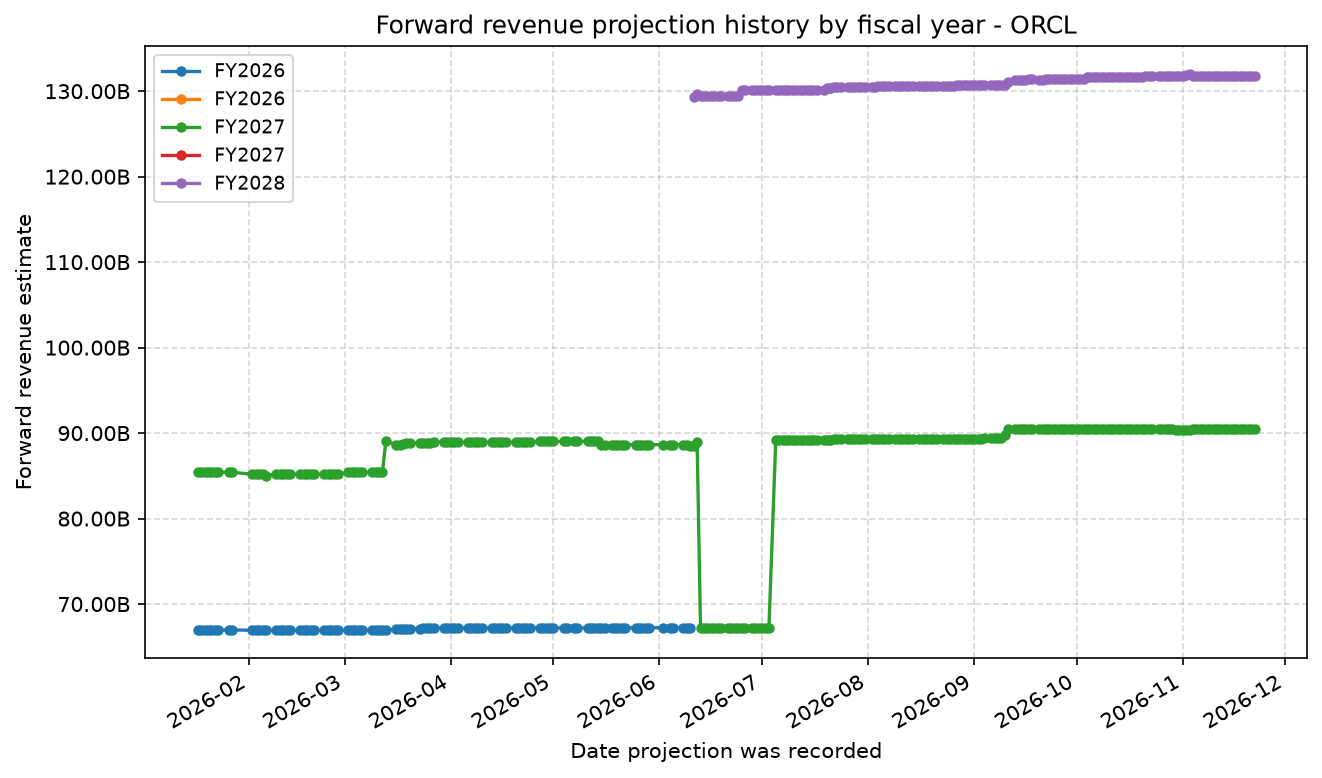 Forward revenue projection history by fiscal year - ORCL
FY2026
FY2026
FY2027
FY2027
FY2028
130.00B
120.00B
110.00B
100.00B
90.00B
80.00B
70.00B
Forward revenue estimate
2026-02
2026-03
2026-04
2026-05
2026-06
2026-07
2026-08
2026-09
2026-10
2026-11
2026-12
Date projection was recorded